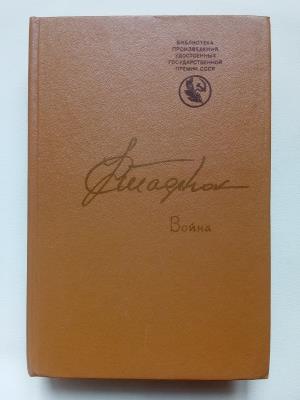 БИБЛИОТЕКА
ПРОИЗВЕДЕНИЙ,
УДОСТОЕННЫХ
ГОСУДАРСТВЕННОЙ
ПРЕМИИ СССР
Война